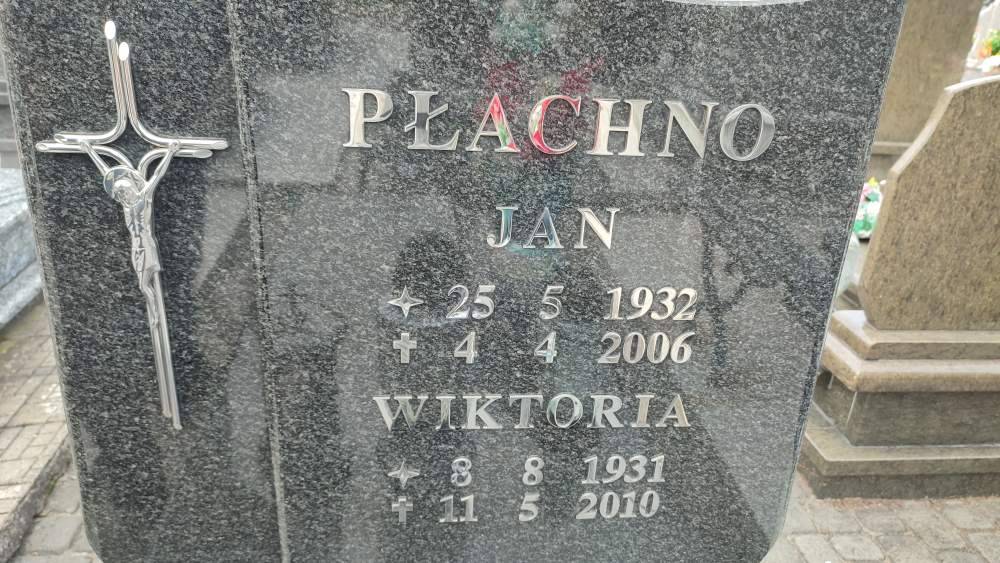 PŁACHNO
JAN
25 5 1932
4 4 2006
WIKTORIA
8 8 1931
11 5 2010